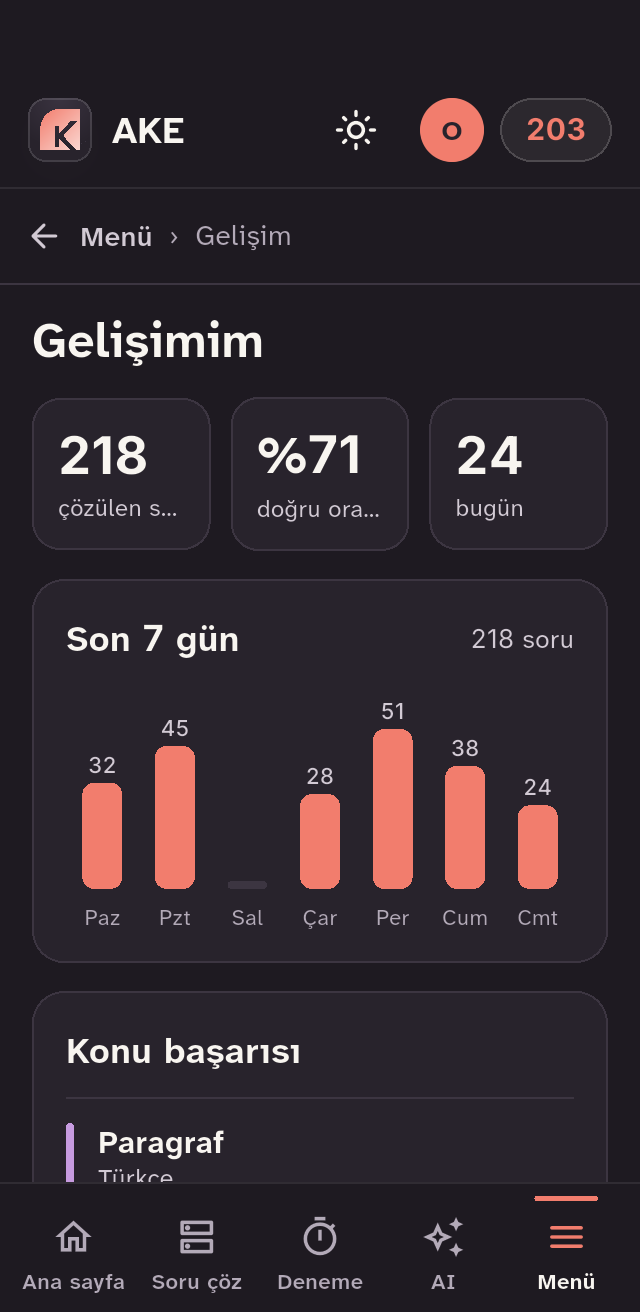 AKE
O
203
Menü › Gelişim
Gelişimim
218
çözülen s...
%71
doğru ora...
24
bugün
Son 7 gün
218 soru
32
45
28
51
38
24
Paz
Pzt
Sal
Çar
Per
Cum
Cmt
Konu başarısı
Paragraf
Türkçe
Ana sayfa
Soru çöz
Deneme
AI
Menü